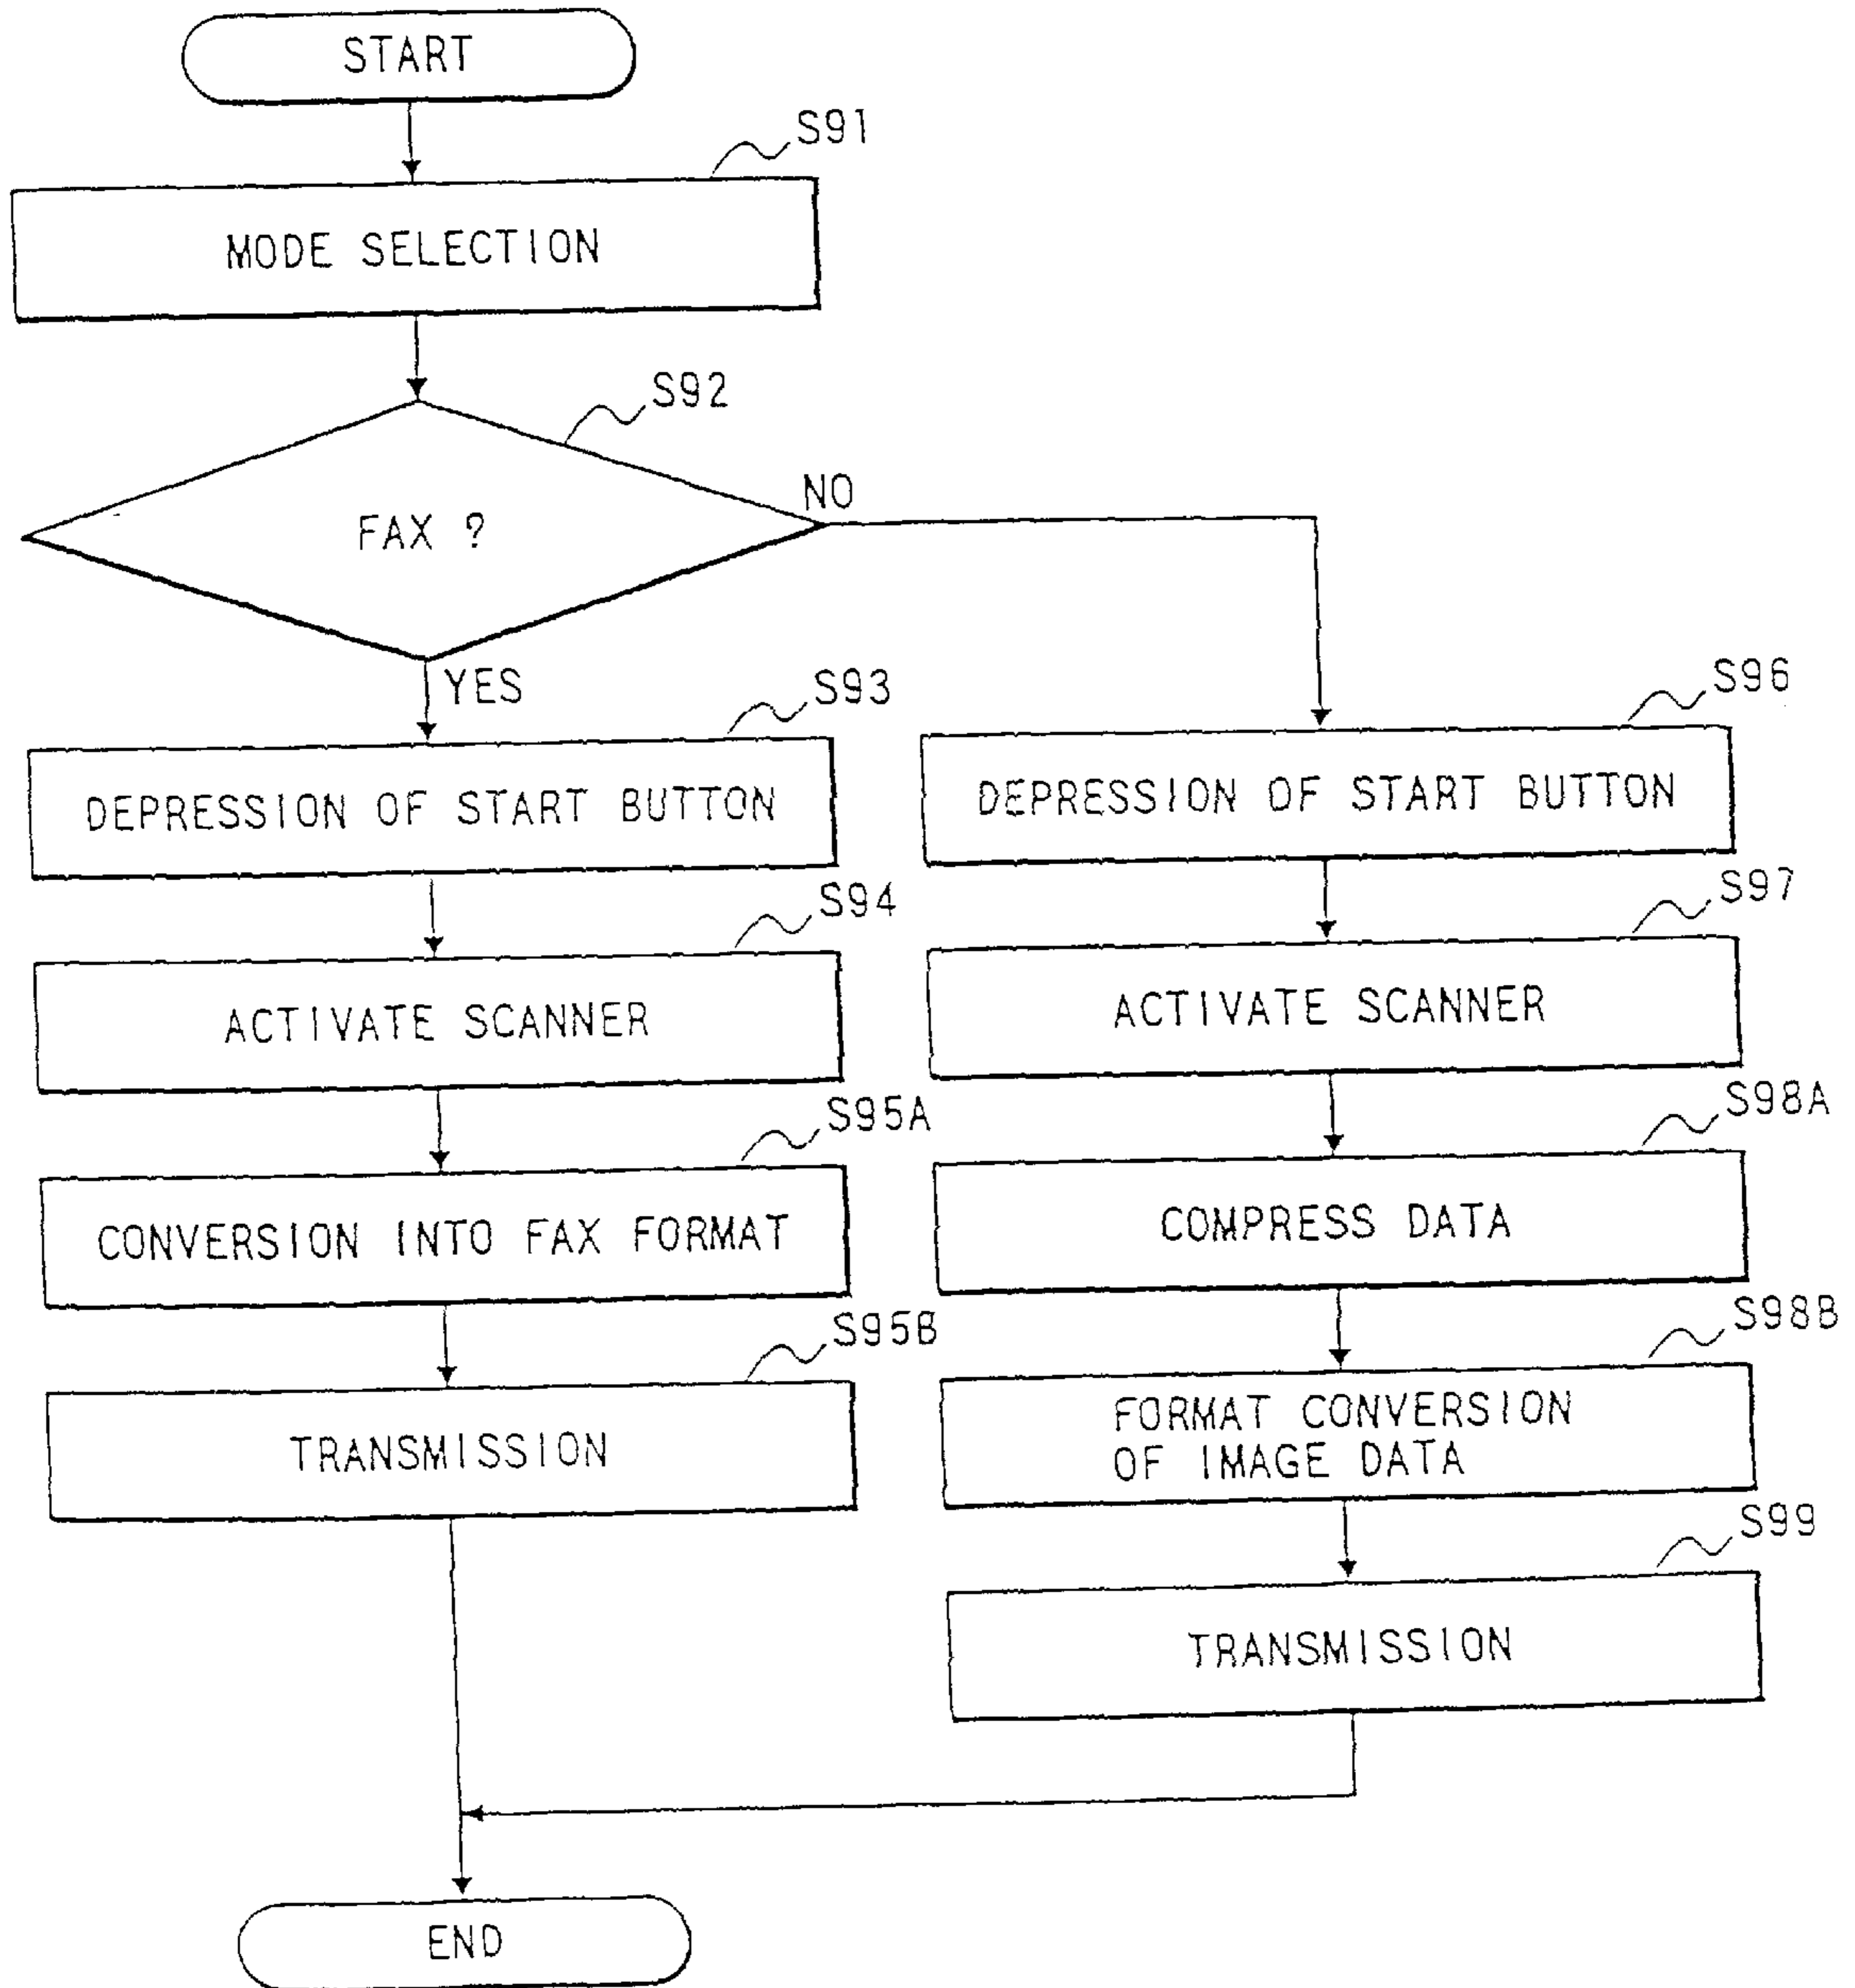 START
S91
MODE SELECTION
S92
FAX ?
NO
YES
S93
DEPRESSION OF START BUTTON
S94
ACTIVATE SCANNER
S95A
CONVERSION INTO FAX FORMAT
S95B
TRANSMISSION
S96
DEPRESSION OF START BUTTON
S97
ACTIVATE SCANNER
S98A
COMPRESS DATA
S98B
FORMAT CONVERSION
OF IMAGE DATA
S99
TRANSMISSION
END